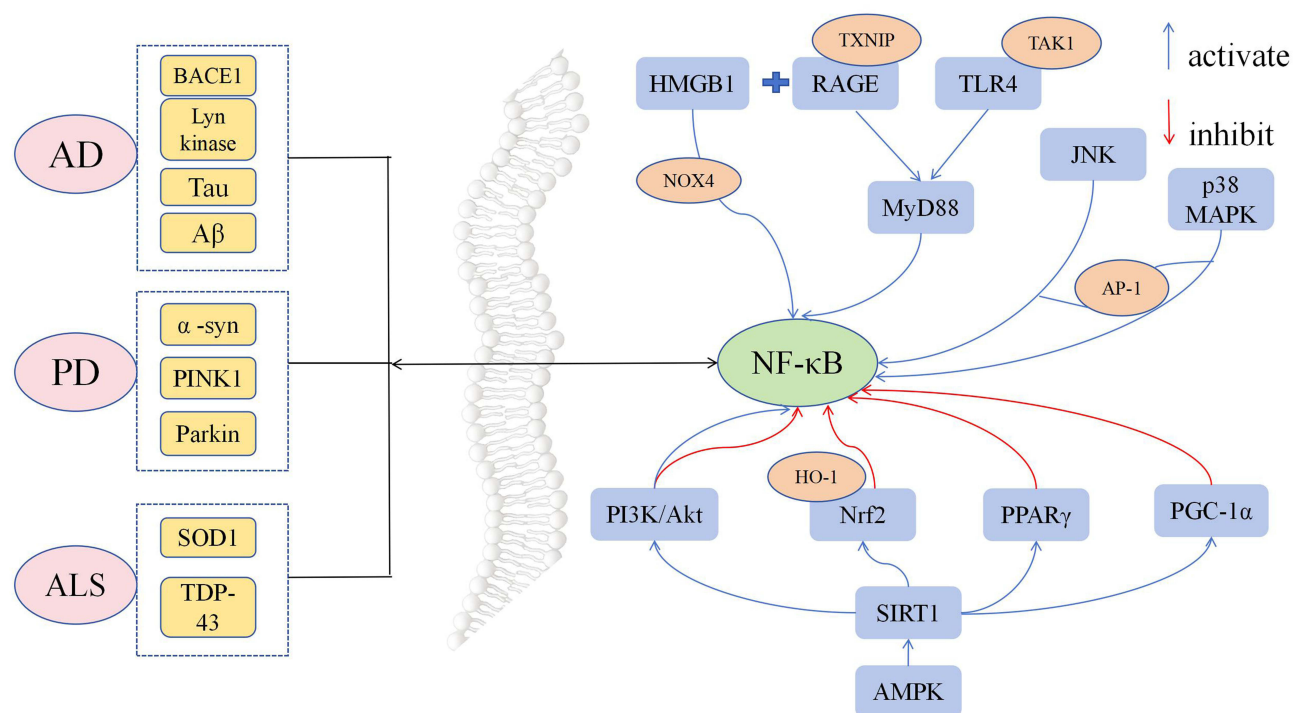 AD
BACE1
Lyn
kinase
Tau
Aβ
PD
α -syn
PINK1
Parkin
ALS
SOD1
TDP-
43
TXNIP
TAK1
HMGB1
RAGE
TLR4
activate
inhibit
NOX4
MyD88
JNK
p38
MAPK
AP-1
NF-κB
HO-1
PI3K/Akt
Nrf2
PPARγ
PGC-1α
SIRT1
AMPK